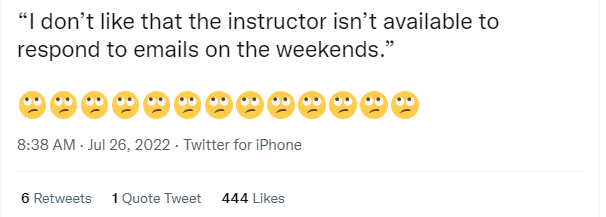 “I don’t like that the instructor isn’t available to
respond to emails on the weekends.”
🙄🙄🙄🙄🙄🙄🙄🙄🙄🙄🙄🙄🙄
8:38 AM · Jul 26, 2022 · Twitter for iPhone
6 Retweets 1 Quote Tweet 444 Likes